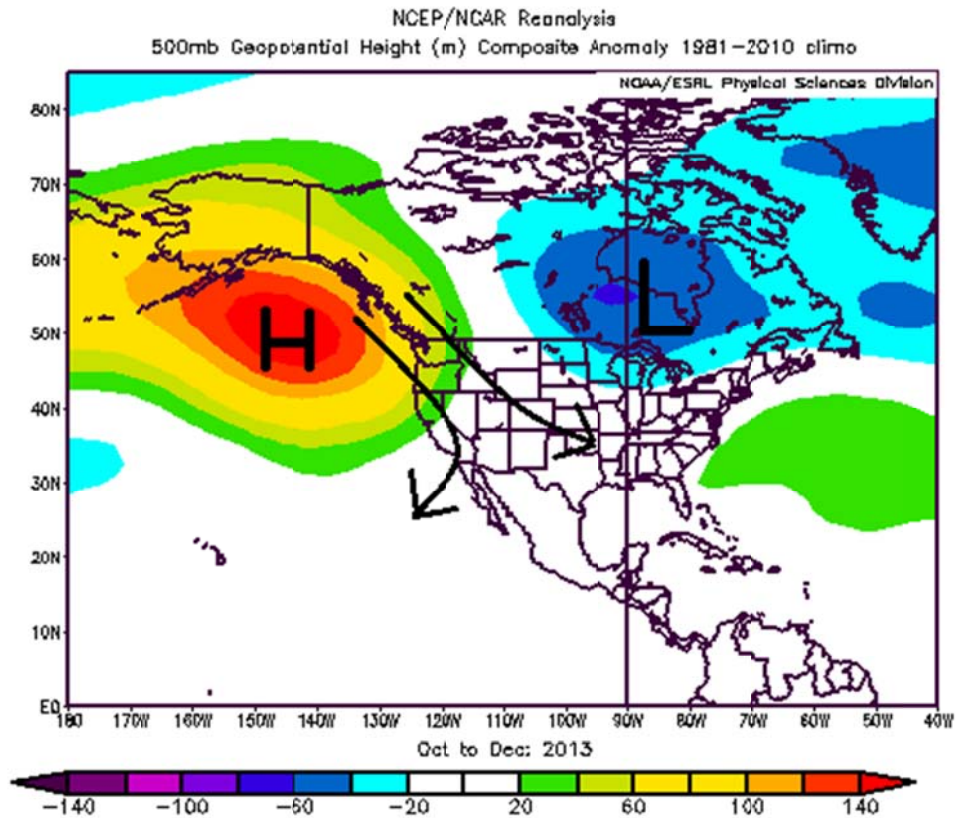 NCEP/NCAR Reanalysis
500mb Geopotential Height (m) Composite Anomaly 1981-2010 climo
NOAA/ESRL Physical Sciences Division
80N
70N
60N
50N
40N
30N
20N
10N
EQ
H
L
180 170W 160W 150W 140W 130W 120W 110W 100W 90W 80W 70W 60W 50W 40W
Oct to Dec: 2013
-140 -100 -60 -20 20 60 100 140